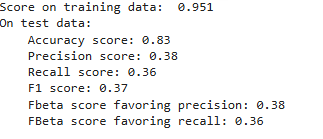 Score on training data:  0.951
On test data:
    Accuracy score: 0.83
    Precision score: 0.38
    Recall score: 0.36
    F1 score: 0.37
    Fbeta score favoring precision: 0.38
    FBeta score favoring recall: 0.36